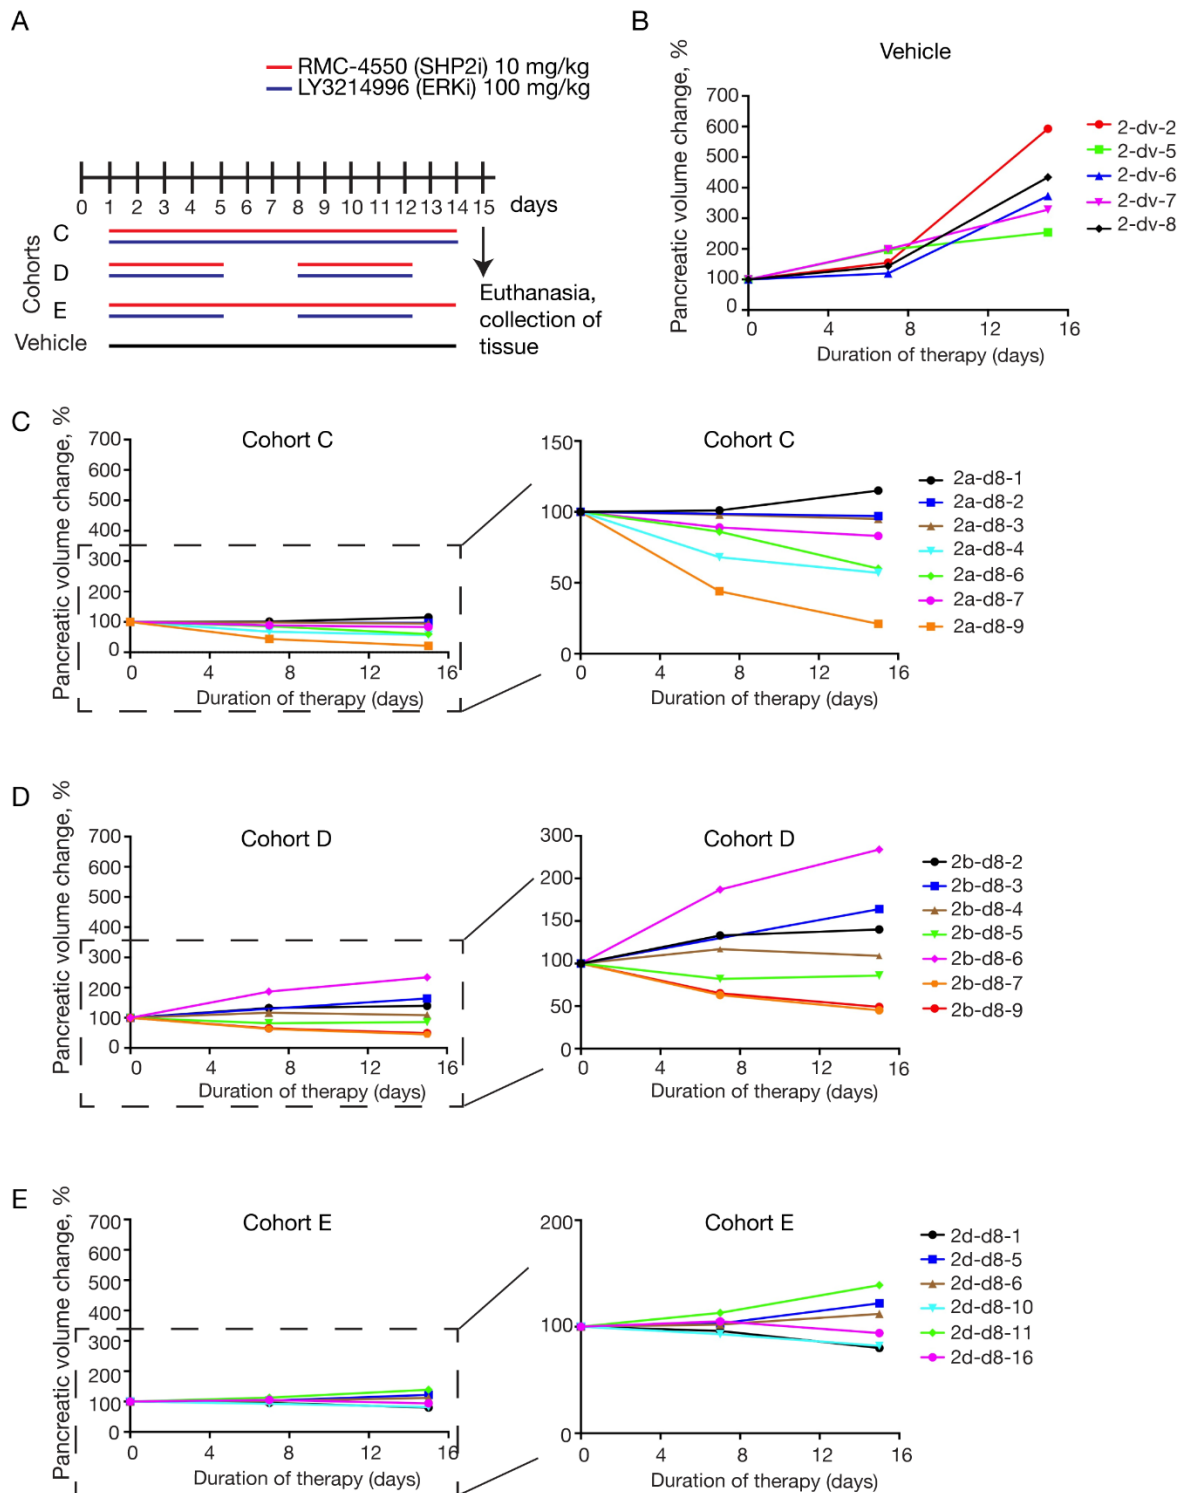 A
RMC-4550 (SHP2i) 10 mg/kg
LY3214996 (ERKi) 100 mg/kg
0 1 2 3 4 5 6 7 8 9 10 11 12 13 14 15 days
Cohorts
C
D
E
Vehicle
Euthanasia,
collection of
tissue
B
Vehicle
Pancreatic volume change, %
700
600
500
400
300
200
100
0
0 4 8 12 16
Duration of therapy (days)
2-dv-2
2-dv-5
2-dv-6
2-dv-7
2-dv-8
C
Cohort C
Pancreatic volume change, %
700
600
500
400
300
200
100
0
0 4 8 12 16
Duration of therapy (days)
Cohort C
150
100
50
0
0 4 8 12 16
Duration of therapy (days)
2a-d8-1
2a-d8-2
2a-d8-3
2a-d8-4
2a-d8-6
2a-d8-7
2a-d8-9
D
Cohort D
Pancreatic volume change, %
700
600
500
400
300
200
100
0
0 4 8 12 16
Duration of therapy (days)
Cohort D
300
200
150
100
50
0
0 4 8 12 16
Duration of therapy (days)
2b-d8-2
2b-d8-3
2b-d8-4
2b-d8-5
2b-d8-6
2b-d8-7
2b-d8-9
E
Cohort E
Pancreatic volume change, %
700
600
500
400
300
200
100
0
0 4 8 12 16
Duration of therapy (days)
Cohort E
200
100
0
0 4 8 12 16
Duration of therapy (days)
2d-d8-1
2d-d8-5
2d-d8-6
2d-d8-10
2d-d8-11
2d-d8-16